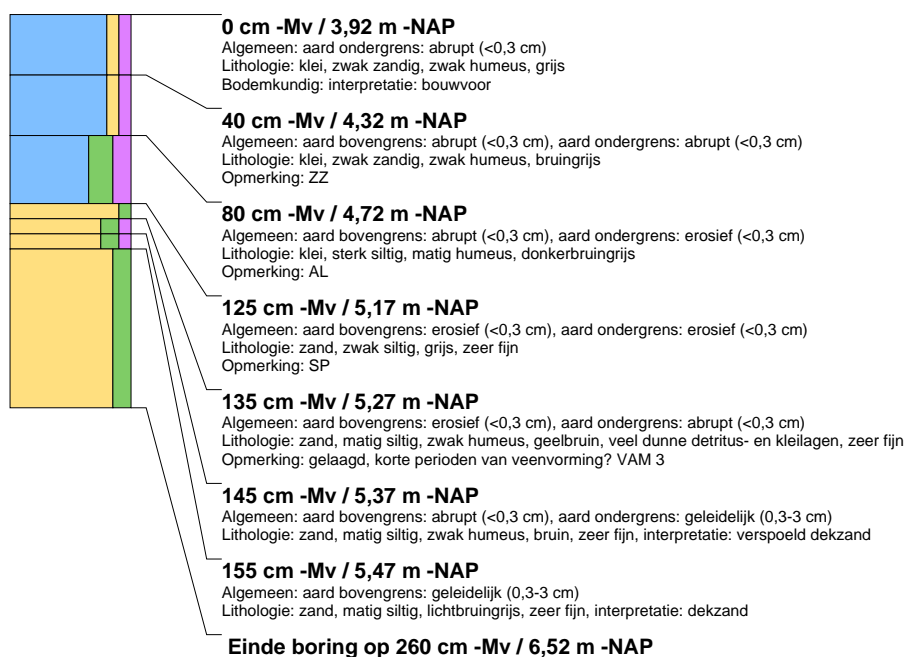 0 cm -Mv / 3,92 m -NAP
Algemeen: aard ondergrens: abrupt (<0,3 cm)
Lithologie: klei, zwak zandig, zwak humeus, grijs
Bodemkundig: interpretatie: bouwvoor
40 cm -Mv / 4,32 m -NAP
Algemeen: aard bovengrens: abrupt (<0,3 cm), aard ondergrens: abrupt (<0,3 cm)
Lithologie: klei, zwak zandig, zwak humeus, bruingrijs
Opmerking: ZZ
80 cm -Mv / 4,72 m -NAP
Algemeen: aard bovengrens: abrupt (<0,3 cm), aard ondergrens: erosief (<0,3 cm)
Lithologie: klei, sterk siltig, matig humeus, donkerbruingrijs
Opmerking: AL
125 cm -Mv / 5,17 m -NAP
Algemeen: aard bovengrens: erosief (<0,3 cm), aard ondergrens: erosief (<0,3 cm)
Lithologie: zand, zwak siltig, grijs, zeer fijn
Opmerking: SP
135 cm -Mv / 5,27 m -NAP
Algemeen: aard bovengrens: erosief (<0,3 cm), aard ondergrens: abrupt (<0,3 cm)
Lithologie: zand, matig siltig, zwak humeus, geelbruin, veel dunne detritus- en kleilagen, zeer fijn
Opmerking: gelaagd, korte perioden van veenvorming? VAM 3
145 cm -Mv / 5,37 m -NAP
Algemeen: aard bovengrens: abrupt (<0,3 cm), aard ondergrens: geleidelijk (0,3-3 cm)
Lithologie: zand, matig siltig, zwak humeus, bruin, zeer fijn, interpretatie: verspoeld dekzand
155 cm -Mv / 5,47 m -NAP
Algemeen: aard bovengrens: geleidelijk (0,3-3 cm)
Lithologie: zand, matig siltig, lichtbruingrijs, zeer fijn, interpretatie: dekzand
Einde boring op 260 cm -Mv / 6,52 m -NAP